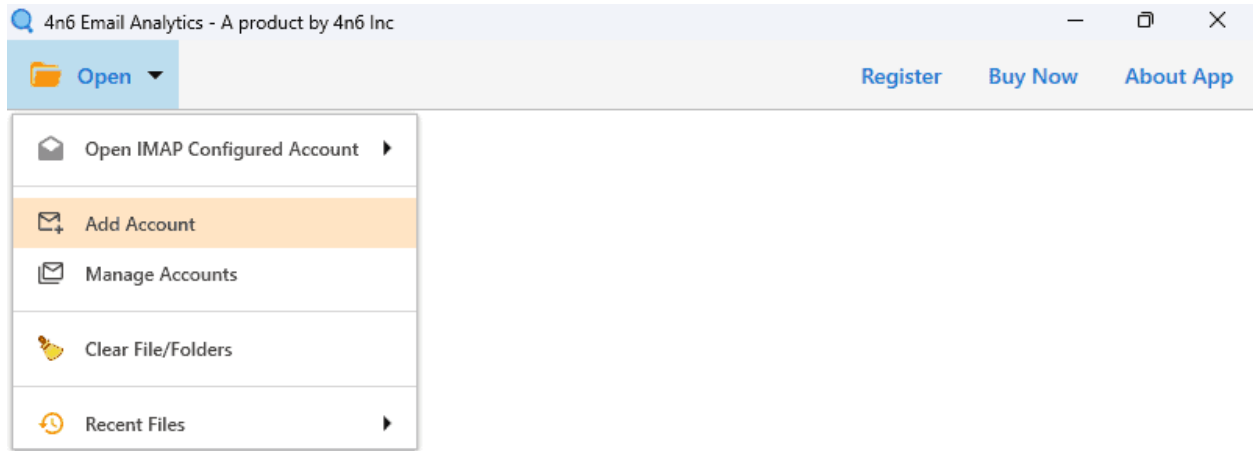 4n6 Email Analytics - A product by 4n6 Inc
Open Register Buy Now About App
Open IMAP Configured Account
Add Account
Manage Accounts
Clear File/Folders
Recent Files